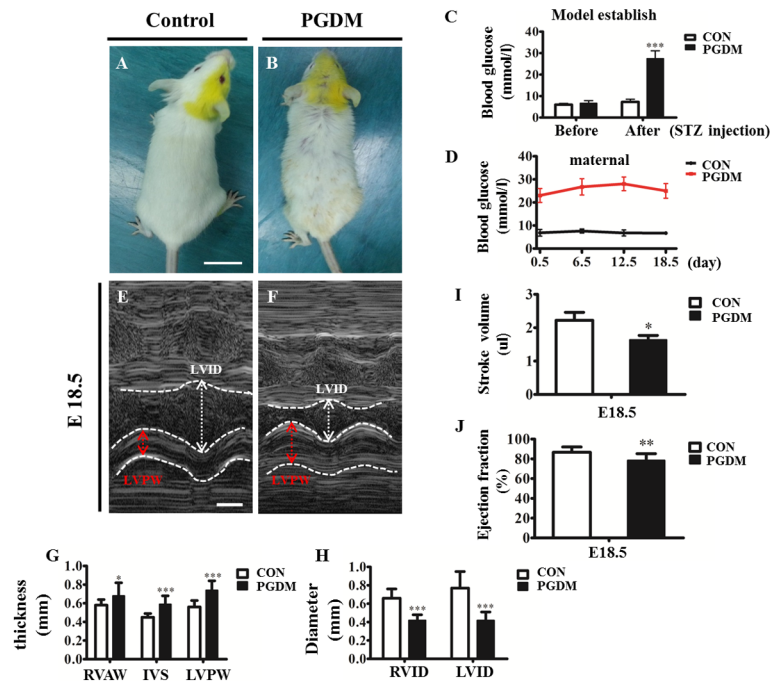 Control
PGDM
A
B
C
Model establish
Blood glucose
(mmol/l)
40
30
20
10
0
***
CON
PGDM
Before
After
(STZ injection)
D
maternal
Blood glucose
(mmol/l)
40
30
20
10
0
CON
PGDM
0.5
6.5
12.5
18.5
(day)
E 18.5
E
LVID
LVPW
F
LVID
LVPW
I
Stroke volume
(ul)
3
2
1
0
*
CON
PGDM
E18.5
J
Ejection fraction
(%)
100
80
60
40
20
0
**
CON
PGDM
E18.5
G
thickness
(mm)
1.0
0.8
0.6
0.4
0.2
0.0
*
***
***
CON
PGDM
RVAW
IVS
LVPW
H
Diameter
(mm)
1.0
0.8
0.6
0.4
0.2
0.0
***
***
CON
PGDM
RVID
LVID